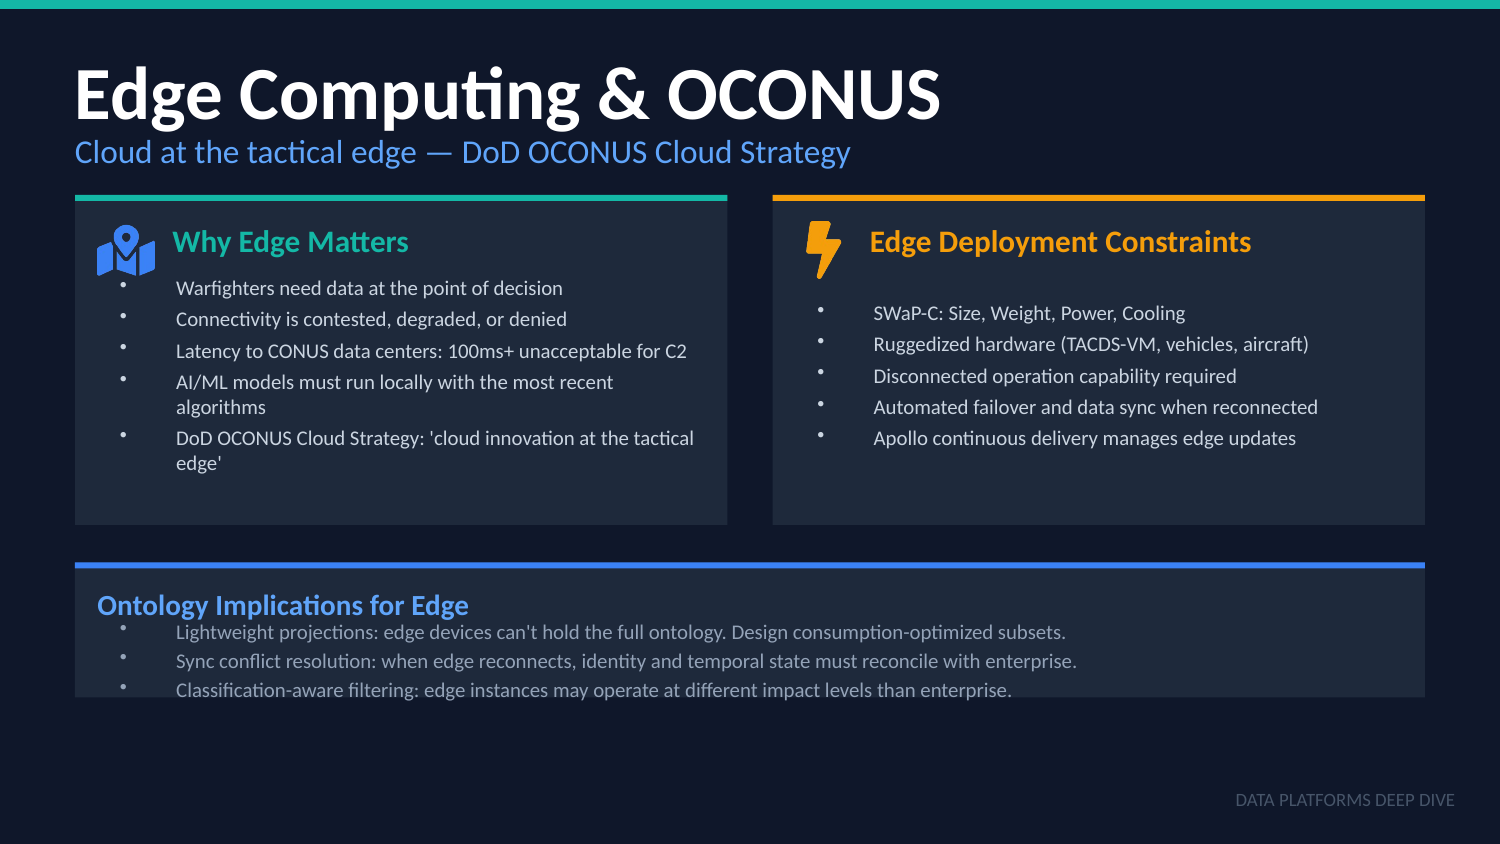 Edge Computing & OCONUS
Cloud at the tactical edge — DoD OCONUS Cloud Strategy
Why Edge Matters
• Warfighters need data at the point of decision
• Connectivity is contested, degraded, or denied
• Latency to CONUS data centers: 100ms+ unacceptable for C2
• AI/ML models must run locally with the most recent
algorithms
• DoD OCONUS Cloud Strategy: 'cloud innovation at the tactical
edge'
Edge Deployment Constraints
• SWaP-C: Size, Weight, Power, Cooling
• Ruggedized hardware (TACDS-VM, vehicles, aircraft)
• Disconnected operation capability required
• Automated failover and data sync when reconnected
• Apollo continuous delivery manages edge updates
Ontology Implications for Edge
• Lightweight projections: edge devices can't hold the full ontology. Design consumption-optimized subsets.
• Sync conflict resolution: when edge reconnects, identity and temporal state must reconcile with enterprise.
• Classification-aware filtering: edge instances may operate at different impact levels than enterprise.
DATA PLATFORMS DEEP DIVE